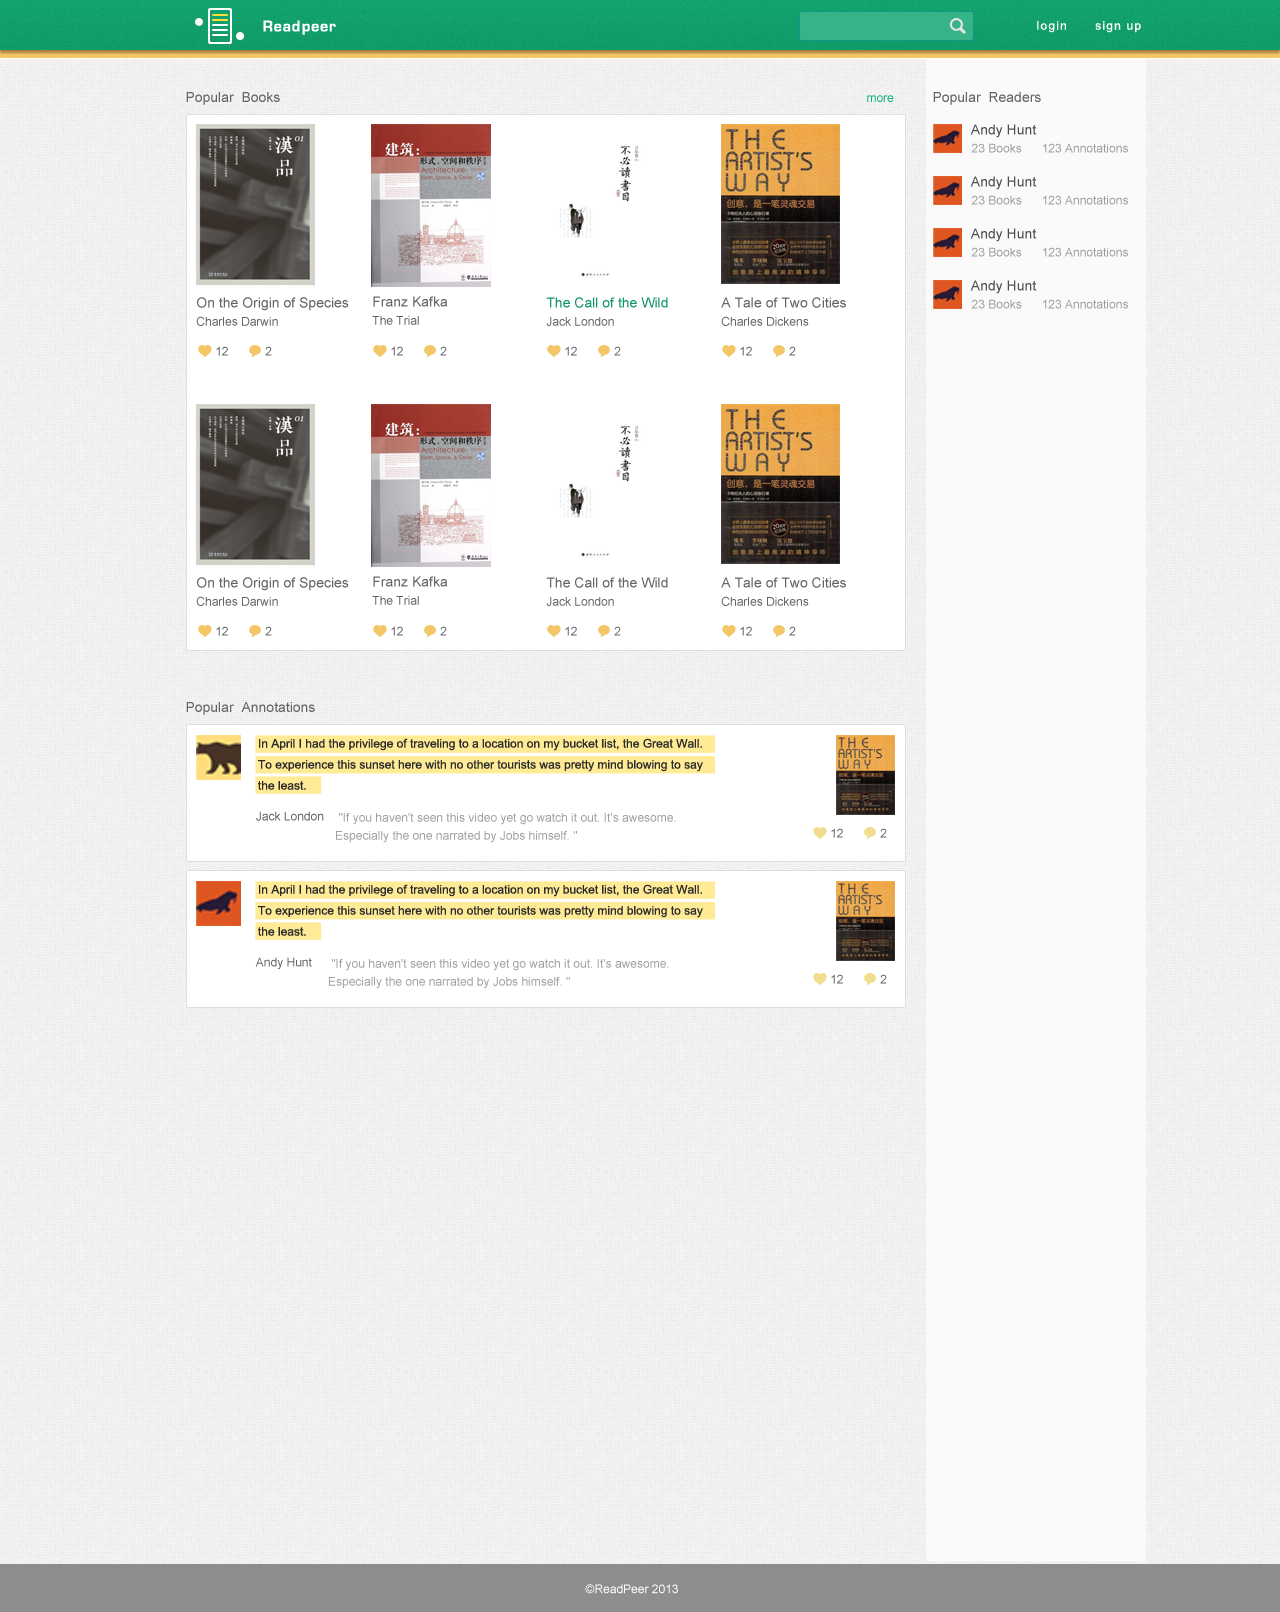 Readpeer
login
sign up
Popular Books
more
Popular Readers
漢品 01
建筑:
形式、空间和秩序
Architecture
Form, Space, & Order
不必讀書目
THE ARTIST'S WAY
创意，是一笔灵魂交易
On the Origin of Species
Charles Darwin
12 2
Franz Kafka
The Trial
12 2
The Call of the Wild
Jack London
12 2
A Tale of Two Cities
Charles Dickens
12 2
Andy Hunt
23 Books 123 Annotations
Andy Hunt
23 Books 123 Annotations
Andy Hunt
23 Books 123 Annotations
Andy Hunt
23 Books 123 Annotations
漢品 01
建筑:
形式、空间和秩序
Architecture
Form, Space, & Order
不必讀書目
THE ARTIST'S WAY
创意，是一笔灵魂交易
On the Origin of Species
Charles Darwin
12 2
Franz Kafka
The Trial
12 2
The Call of the Wild
Jack London
12 2
A Tale of Two Cities
Charles Dickens
12 2
Popular Annotations
In April I had the privilege of traveling to a location on my bucket list, the Great Wall.
To experience this sunset here with no other tourists was pretty mind blowing to say
the least.
Jack London "If you haven't seen this video yet go watch it out. It's awesome.
Especially the one narrated by Jobs himself. "
THE ARTIST'S WAY
12 2
In April I had the privilege of traveling to a location on my bucket list, the Great Wall.
To experience this sunset here with no other tourists was pretty mind blowing to say
the least.
Andy Hunt "If you haven't seen this video yet go watch it out. It's awesome.
Especially the one narrated by Jobs himself. "
THE ARTIST'S WAY
12 2
©ReadPeer 2013